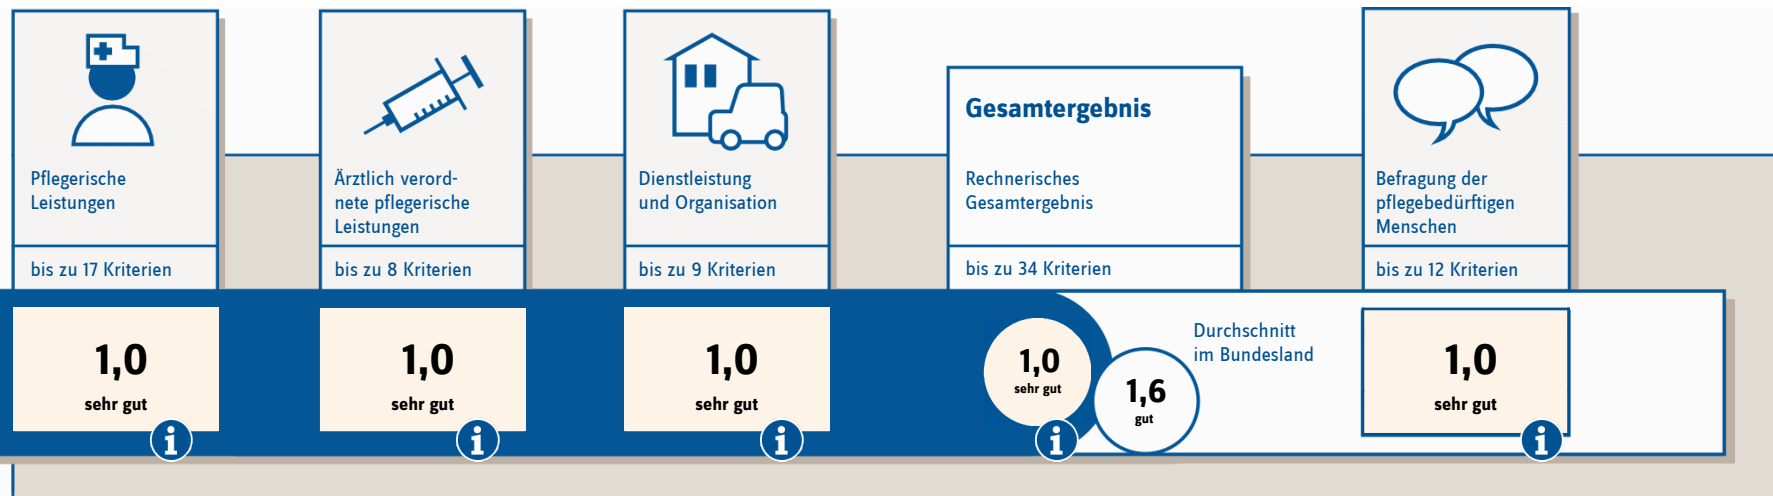 Pflegerische
Leistungen
bis zu 17 Kriterien
1,0
sehr gut
i
Ärztlich verord-
nete pflegerische
Leistungen
bis zu 8 Kriterien
1,0
sehr gut
i
Dienstleistung
und Organisation
bis zu 9 Kriterien
1,0
sehr gut
i
Gesamtergebnis
Rechnerisches
Gesamtergebnis
bis zu 34 Kriterien
1,0
sehr gut
i
Durchschnitt
im Bundesland
1,6
gut
Befragung der
pflegebedürftigen
Menschen
bis zu 12 Kriterien
1,0
sehr gut
i